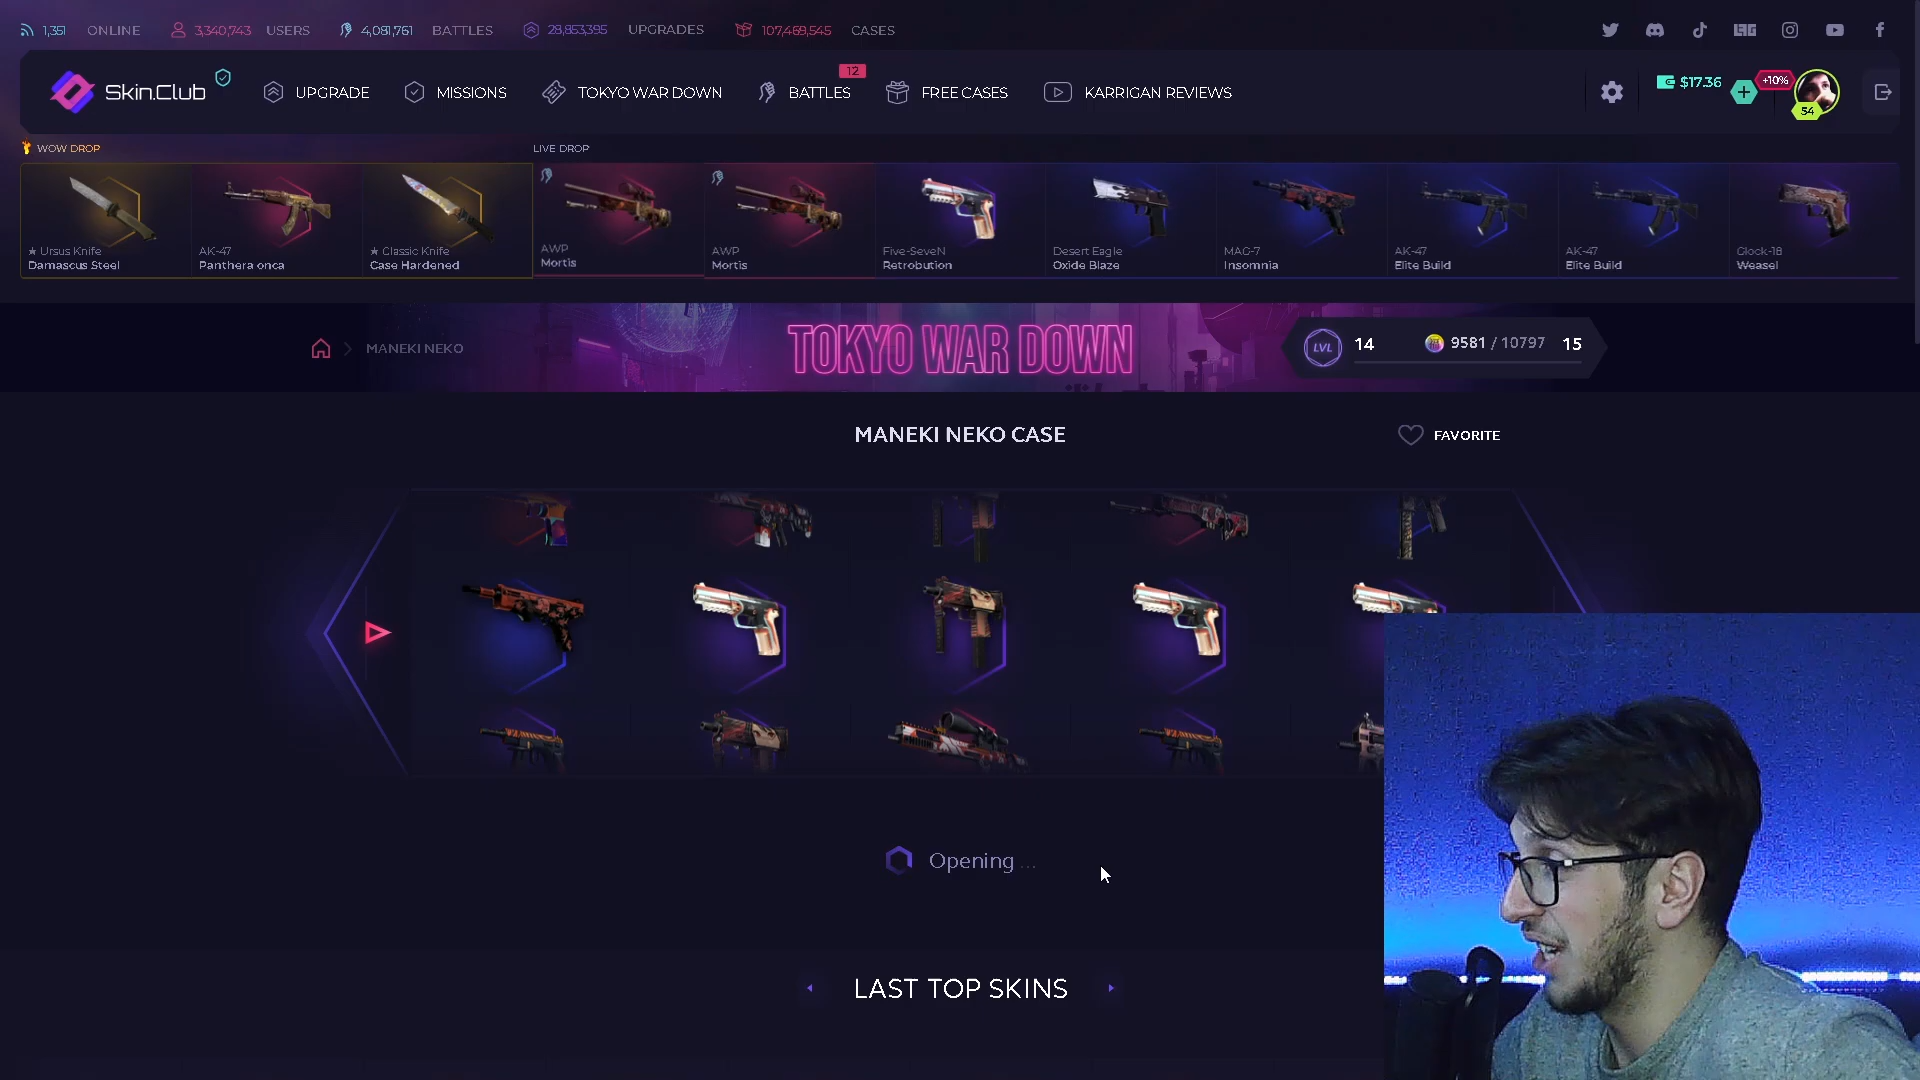 1,351 ONLINE 3,340,743 USERS 4,081,761 BATTLES 28,853,395 UPGRADES 107,469,545 CASES
Skin.Club UPGRADE MISSIONS TOKYO WAR DOWN BATTLES 12 FREE CASES KARRIGAN REVIEWS $17.36 +10% 54
WOW DROP LIVE DROP
★ Ursus Knife AK-47 ★ Classic Knife AWP AWP Five-SeveN Desert Eagle MAG-7 AK-47 AK-47 Glock-18
Damascus Steel Panthera onca Case Hardened Mortis Mortis Retrobution Oxide Blaze Insomnia Elite Build Elite Build Weasel
MANEKI NEKO TOKYO WAR DOWN LVL 14 9581 / 10797 15
MANEKI NEKO CASE FAVORITE
Opening ...
LAST TOP SKINS